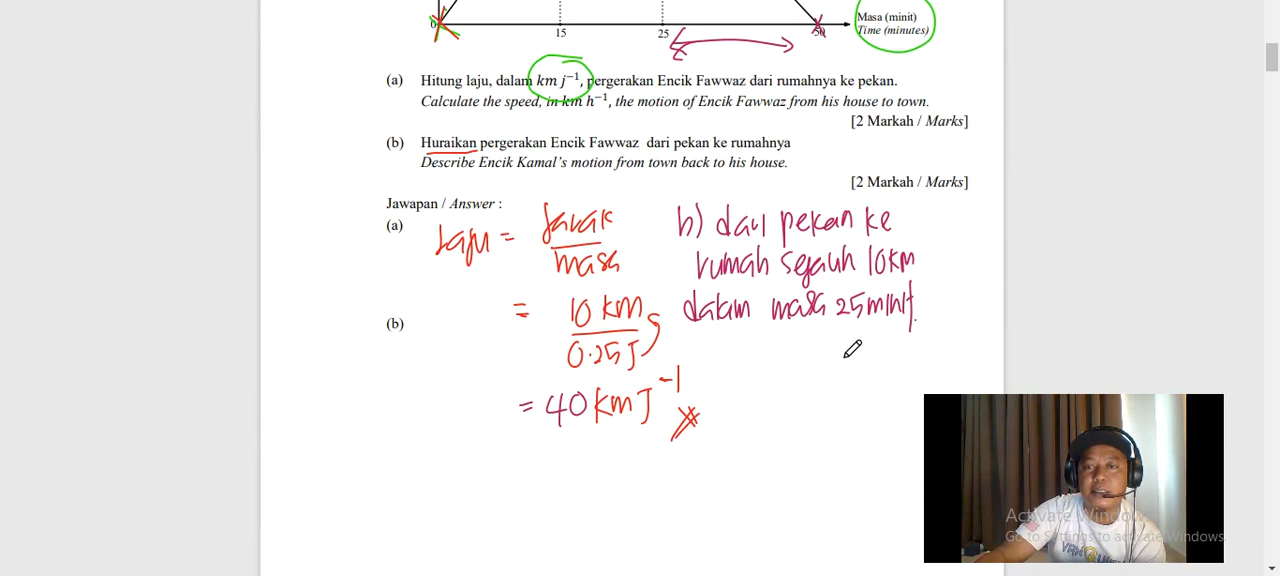 0
15
25
50
Masa (minit)
Time (minutes)
(a) Hitung laju, dalam km j⁻¹, pergerakan Encik Fawwaz dari rumahnya ke pekan.
Calculate the speed, in km h⁻¹, the motion of Encik Fawwaz from his house to town.
[2 Markah / Marks]
(b) Huraikan pergerakan Encik Fawwaz dari pekan ke rumahnya
Describe Encik Kamal's motion from town back to his house.
[2 Markah / Marks]
Jawapan / Answer :
(a)
Laju = Jarak
masa
= 10 km
0.25 J
= 40 km J⁻¹
(b)
b) dari pekan ke
rumah sejauh 10km
dalam masa 25minit.
Activate Windows
Go to Settings to activate Windows.